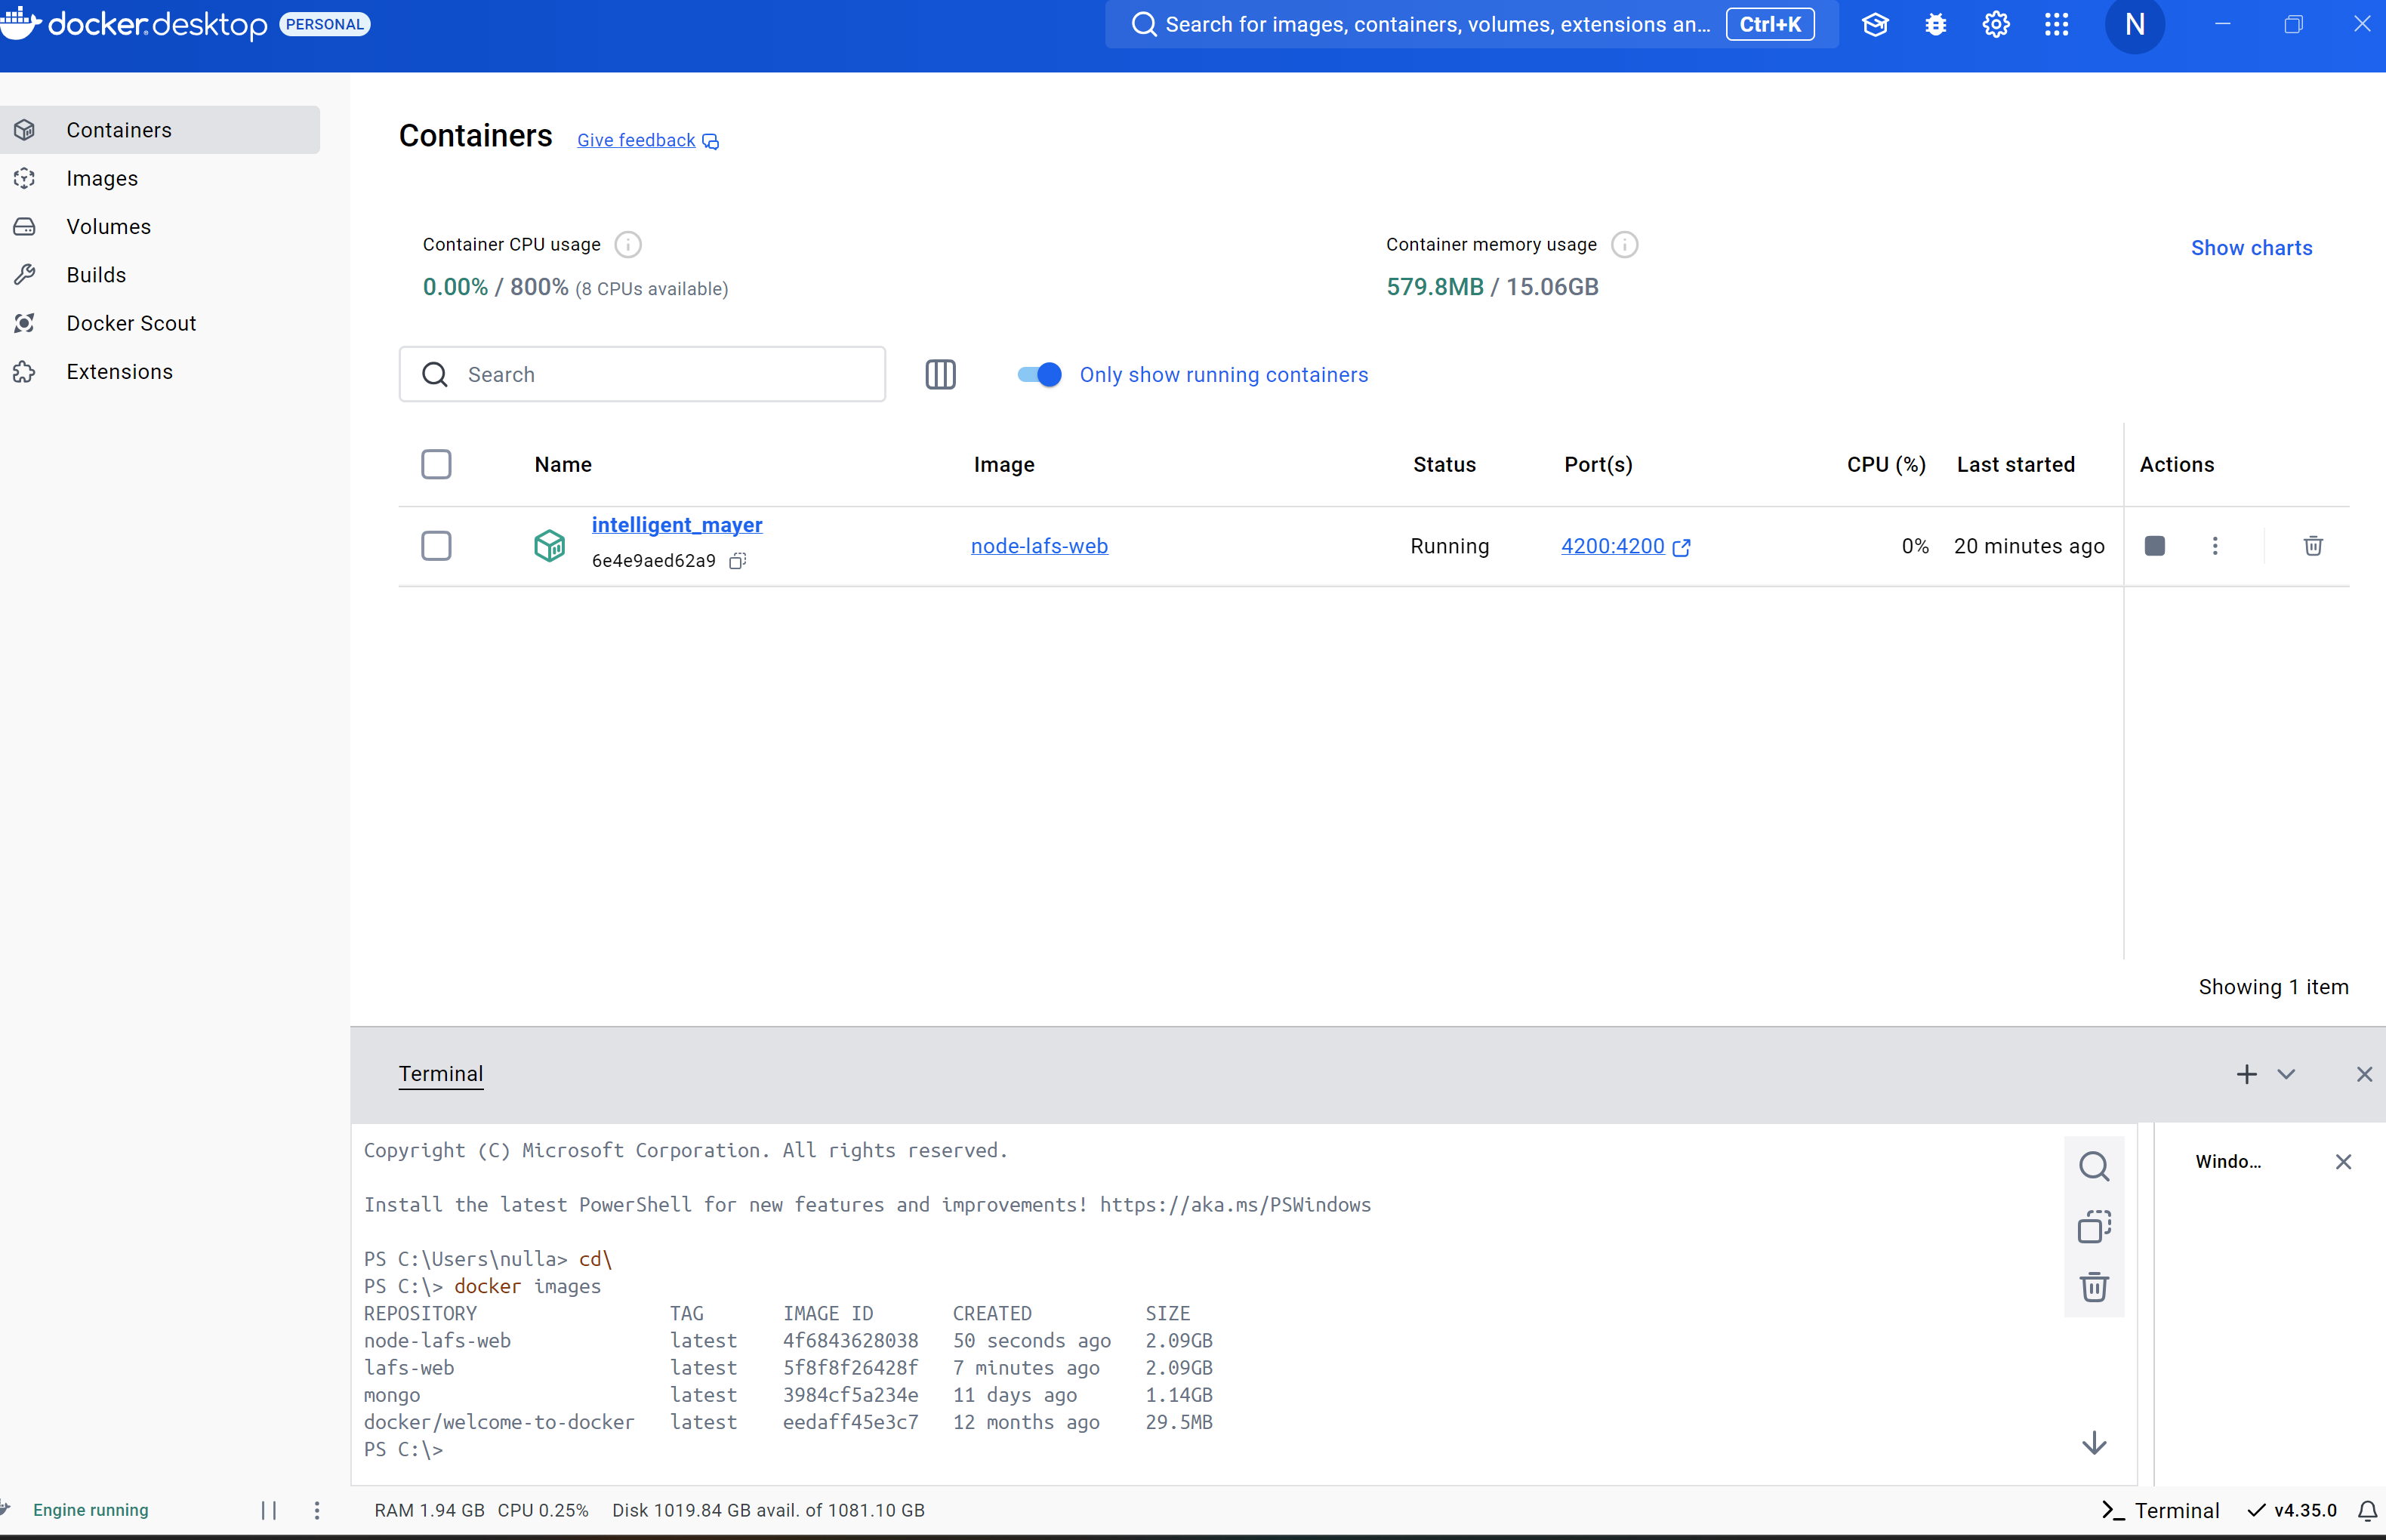 docker.desktop PERSONAL
Search for images, containers, volumes, extensions an... Ctrl+K
N
Containers
Images
Volumes
Builds
Docker Scout
Extensions
Containers Give feedback
Container CPU usage
0.00% / 800% (8 CPUs available)
Container memory usage
579.8MB / 15.06GB
Show charts
Search
Only show running containers
Name Image Status Port(s) CPU (%) Last started Actions
intelligent_mayer
6e4e9aed62a9
node-lafs-web Running 4200:4200 0% 20 minutes ago
Showing 1 item
Terminal
Copyright (C) Microsoft Corporation. All rights reserved.
Install the latest PowerShell for new features and improvements! https://aka.ms/PSWindows
PS C:\Users\nulla> cd\
PS C:\> docker images
REPOSITORY TAG IMAGE ID CREATED SIZE
node-lafs-web latest 4f6843628038 50 seconds ago 2.09GB
lafs-web latest 5f8f8f26428f 7 minutes ago 2.09GB
mongo latest 3984cf5a234e 11 days ago 1.14GB
docker/welcome-to-docker latest eedaff45e3c7 12 months ago 29.5MB
PS C:\>
Windo...
Engine running
RAM 1.94 GB CPU 0.25% Disk 1019.84 GB avail. of 1081.10 GB
Terminal
v4.35.0